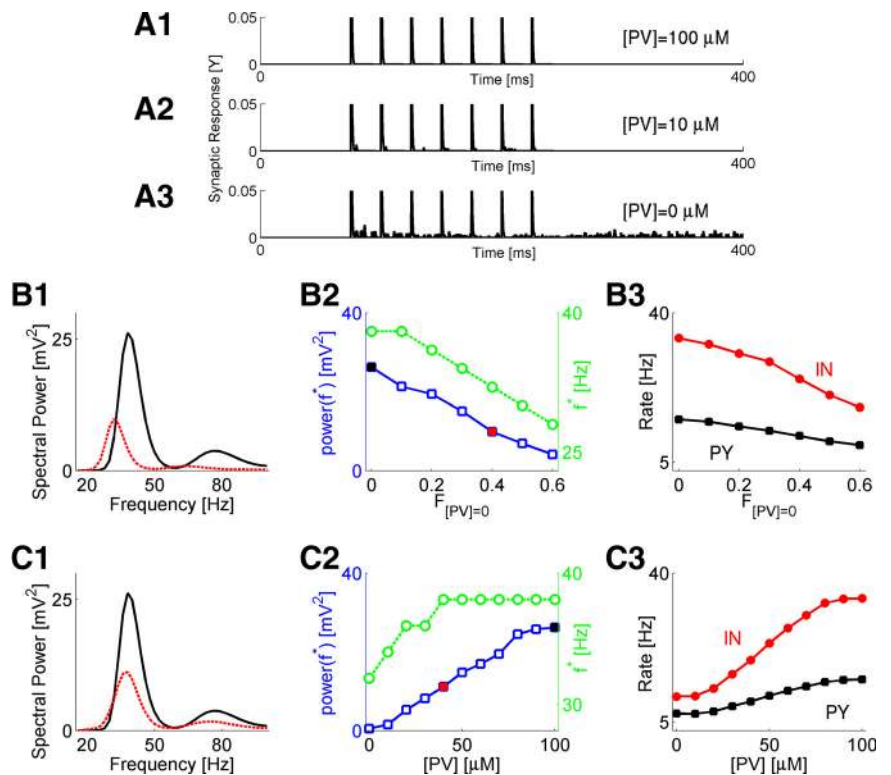 A1
0.05
0
0
Time [ms]
400
[PV]=100 μM
Synaptic Response [Y]
A2
0.05
0
0
Time [ms]
400
[PV]=10 μM
A3
0.05
0
0
Time [ms]
400
[PV]=0 μM
B1
Spectral Power [mV²]
25
0
20
50
80
Frequency [Hz]
B2
power(f*) [mV²]
40
0
0
0.2
0.4
0.6
F[PV]=0
40
25
f* [Hz]
B3
Rate [Hz]
40
5
IN
PY
0
0.2
0.4
0.6
F[PV]=0
C1
Spectral Power [mV²]
25
0
20
50
80
Frequency [Hz]
C2
power(f*) [mV²]
40
0
0
50
100
[PV] [μM]
40
30
f* [Hz]
C3
Rate [Hz]
40
5
IN
PY
0
50
100
[PV] [μM]